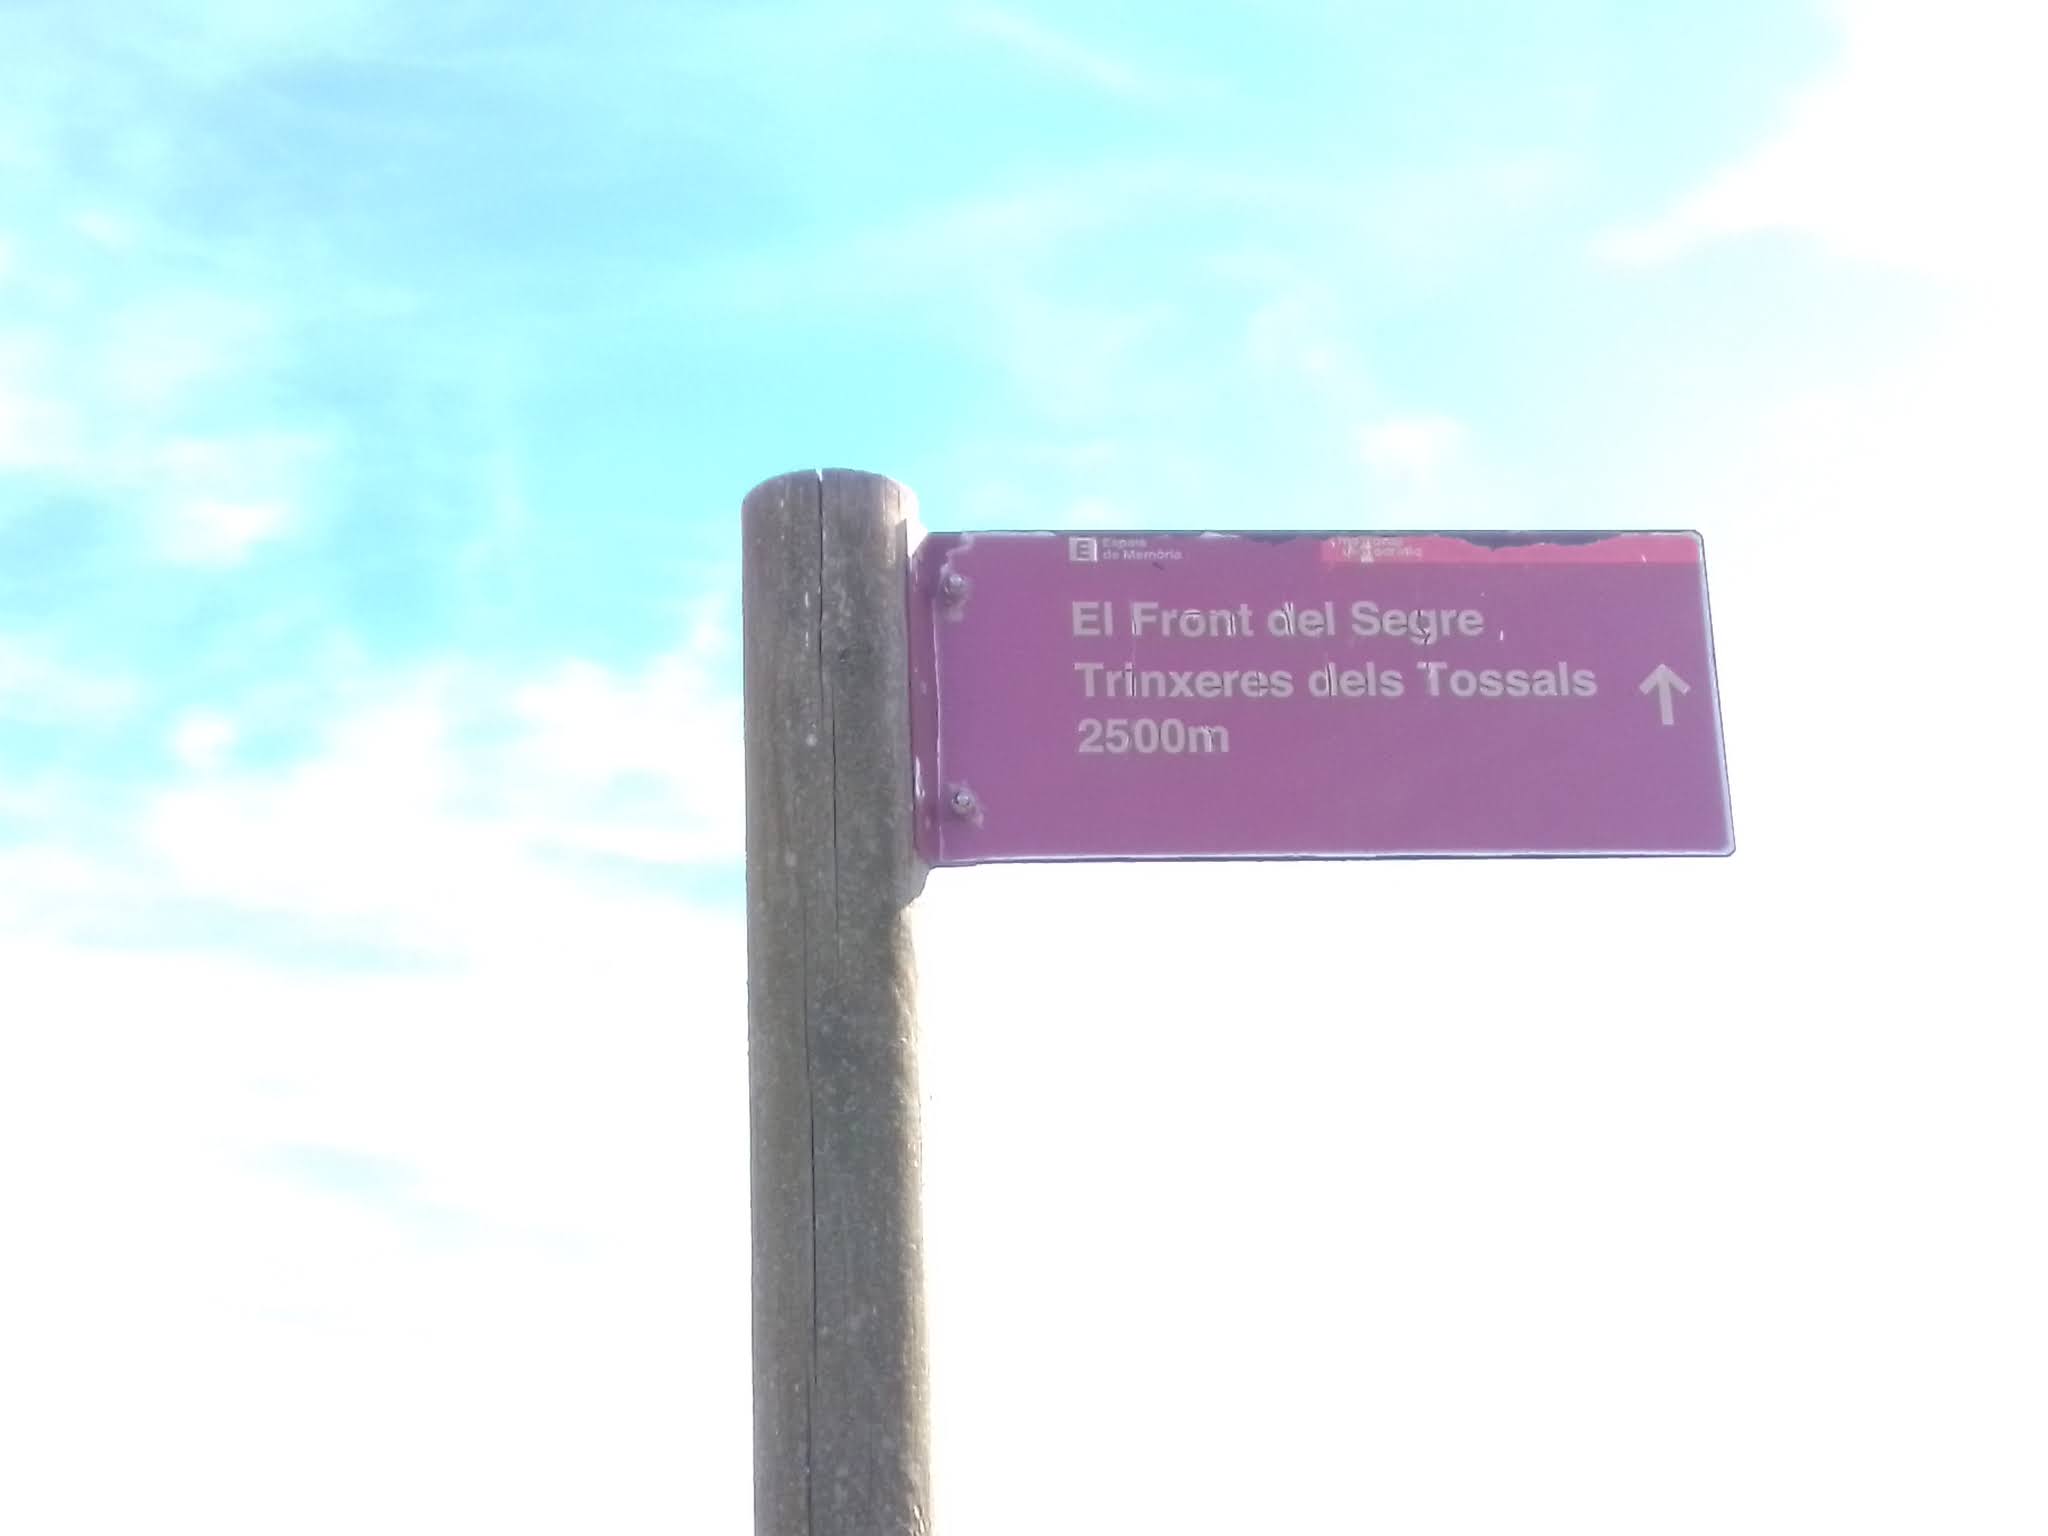 E
Espais
de Memòria
El Front del Segre
Trinxeres dels Tossals
2500m